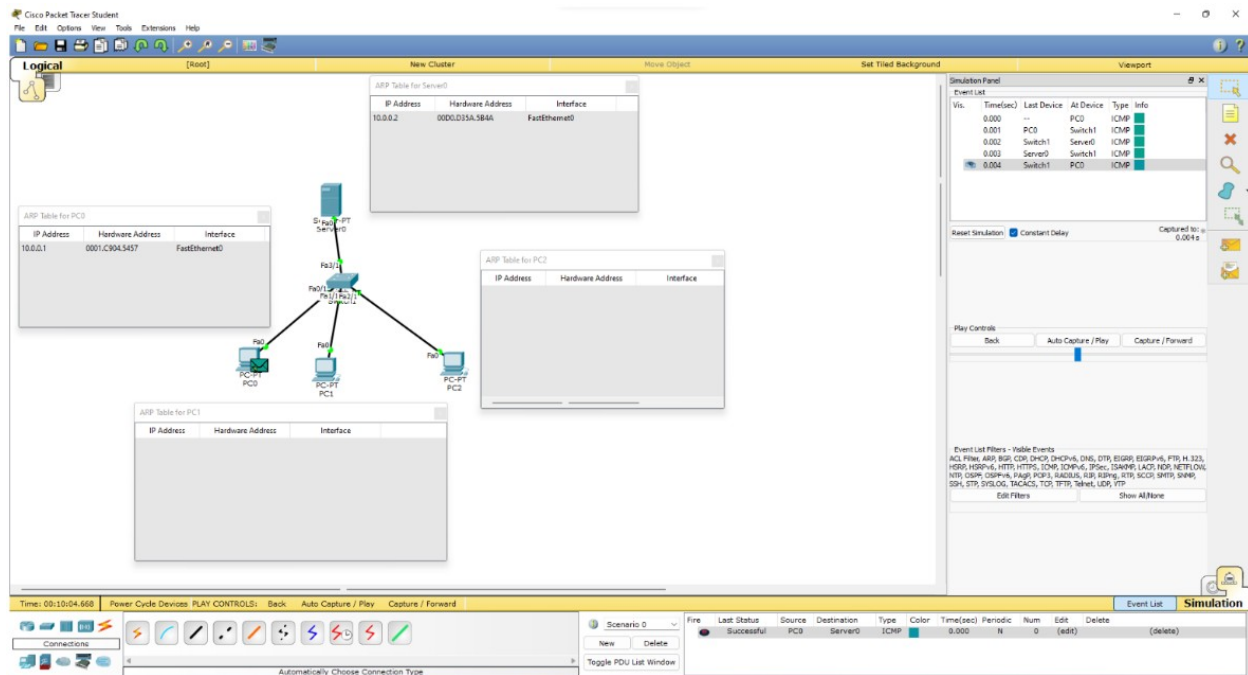 Cisco Packet Tracer Student
File Edit Options View Tools Extensions Help
Logical [Root] New Cluster Move Object Set Tiled Background Viewport
ARP Table for Server0
IP Address Hardware Address Interface
10.0.0.2 00D0.D35A.5B4A FastEthernet0
ARP Table for PC0
IP Address Hardware Address Interface
10.0.0.1 0001.C904.5457 FastEthernet0
Fa0
Server0
Fa3/1
Fa0/1
Fa1/1 Fa2/1
ARP Table for PC2
IP Address Hardware Address Interface
Fa0 Fa0 Fa0
PC-PT PC-PT PC-PT
PC0 PC1 PC2
ARP Table for PC1
IP Address Hardware Address Interface
Simulation Panel
Event List
Vis. Time(sec) Last Device At Device Type Info
0.000 -- PC0 ICMP
0.001 PC0 Switch1 ICMP
0.002 Switch1 Server0 ICMP
0.003 Server0 Switch1 ICMP
0.004 Switch1 PC0 ICMP
Reset Simulation Constant Delay Captured to:
0.004 s
Play Controls
Back Auto Capture / Play Capture / Forward
Event List Filters - Visible Events
ACL Filter, ARP, BGP, CDP, DHCP, DHCPv6, DNS, DTP, EIGRP, EIGRPv6, FTP, H.323,
HSRP, HSRPv6, HTTP, HTTPS, ICMP, ICMPv6, IPSec, ISAKMP, LACP, NDP, NETFLOW,
NTP, OSPF, OSPFv6, PAgP, POP3, RADIUS, RIP, RIPng, RTP, SCCP, SMTP, SNMP,
SSH, STP, SYSLOG, TACACS, TCP, TFTP, Telnet, UDP, VTP
Edit Filters Show All/None
Time: 00:10:04.668 Power Cycle Devices PLAY CONTROLS: Back Auto Capture / Play Capture / Forward Event List Simulation
Connections
Automatically Choose Connection Type
Scenario 0
New Delete
Toggle PDU List Window
Fire Last Status Source Destination Type Color Time(sec) Periodic Num Edit Delete
Successful PC0 Server0 ICMP 0.000 N 0 (edit) (delete)